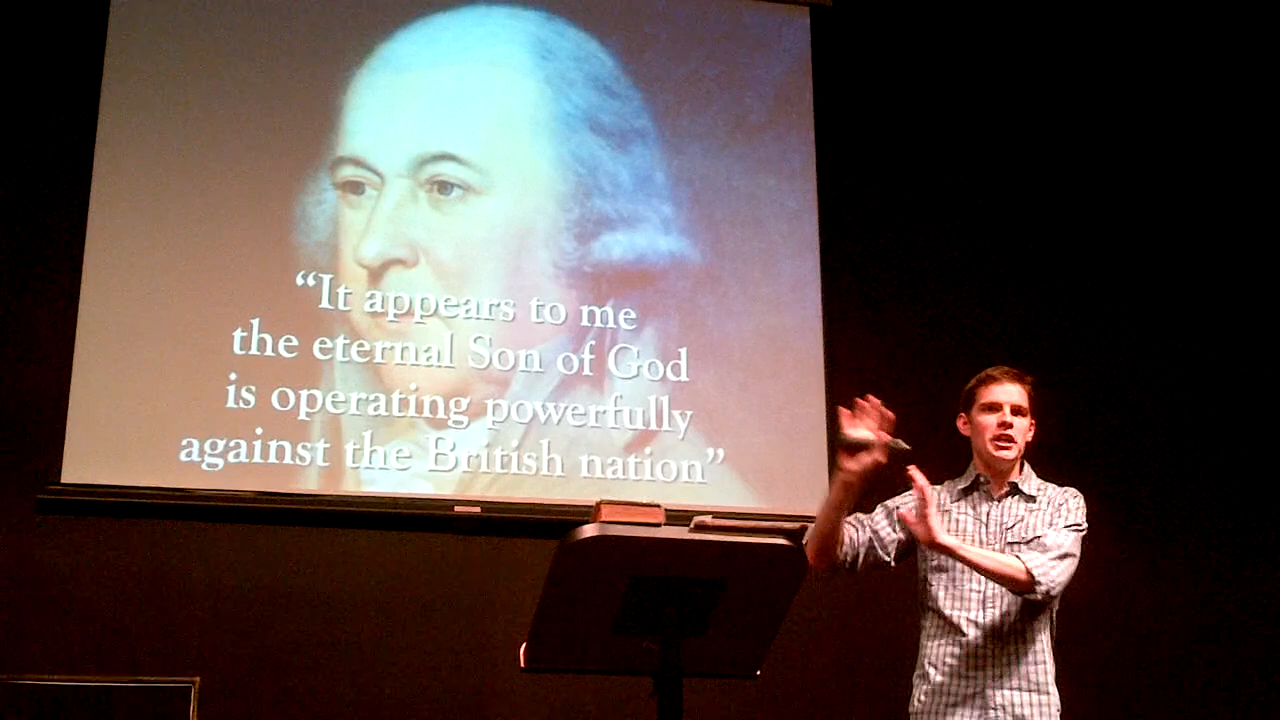 “It appears to me
the eternal Son of God
is operating powerfully
against the British nation”